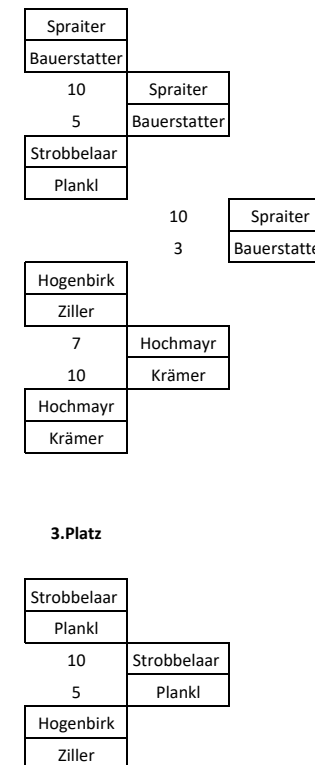 Spraiter
Bauerstatter
10 Spraiter
5 Bauerstatter
Strobbelaar
Plankl
10 Spraiter
3 Bauerstatte
Hogenbirk
Ziller
7 Hochmayr
10 Krämer
Hochmayr
Krämer
3.Platz
Strobbelaar
Plankl
10 Strobbelaar
5 Plankl
Hogenbirk
Ziller